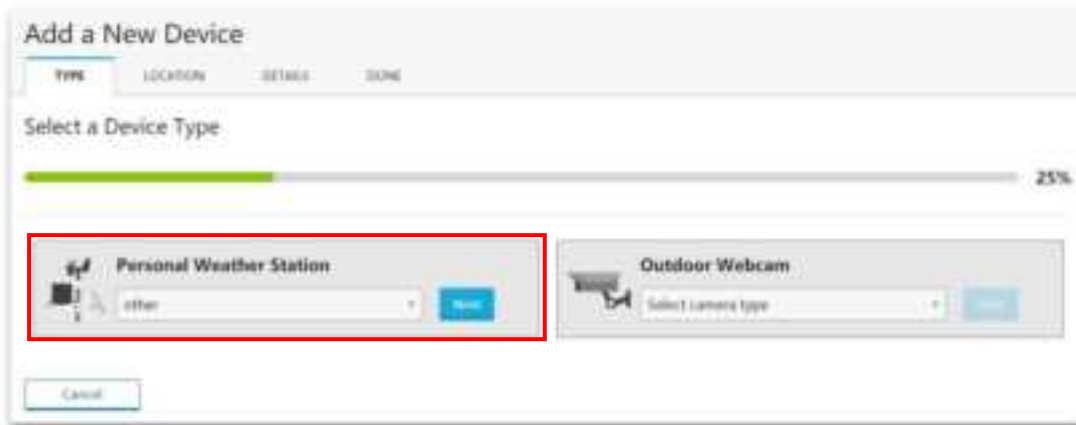 Add a New Device
TYPE LOCATION DETAILS DONE
Select a Device Type
25%
Personal Weather Station
other Next
Outdoor Webcam
Select camera type
Cancel